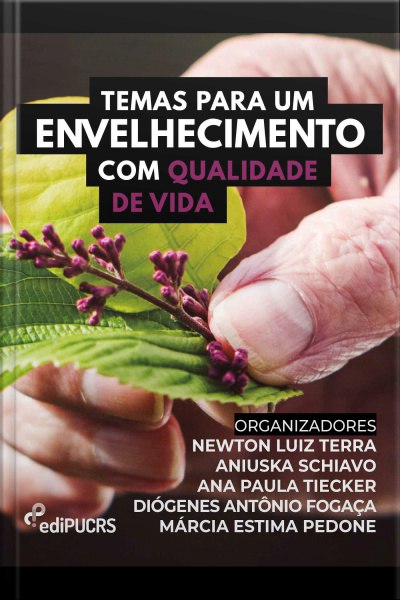 TEMAS PARA UM
ENVELHECIMENTO
COM QUALIDADE
DE VIDA
ORGANIZADORES
NEWTON LUIZ TERRA
ANIUSKA SCHIAVO
ANA PAULA TIECKER
DIÓGENES ANTÔNIO FOGAÇA
MÁRCIA ESTIMA PEDONE
ediPUCRS